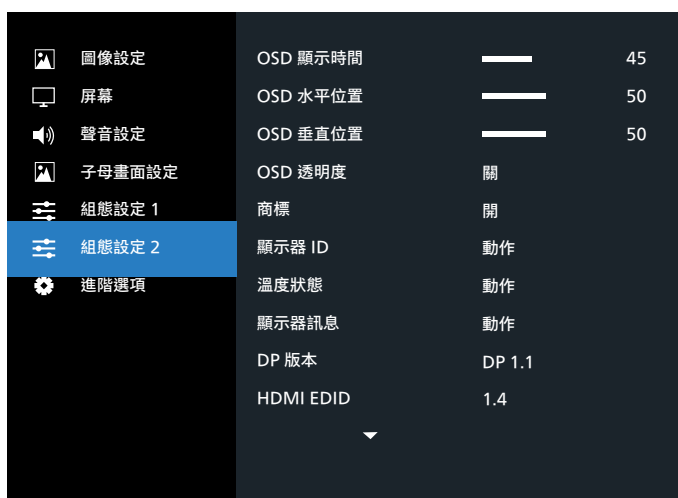 圖像設定
屏幕
聲音設定
子母畫面設定
組態設定 1
組態設定 2
進階選項
OSD 顯示時間 45
OSD 水平位置 50
OSD 垂直位置 50
OSD 透明度 關
商標 開
顯示器 ID 動作
溫度狀態 動作
顯示器訊息 動作
DP 版本 DP 1.1
HDMI EDID 1.4